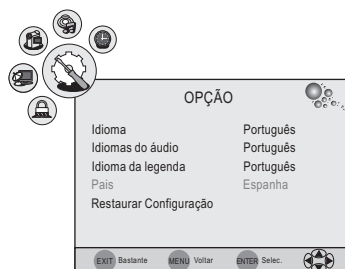 OPÇÃO
Idioma Português
Idiomas do áudio Português
Idioma da legenda Português
Pais Espanha
Restaurar Configuração
EXIT Bastante MENU Voltar ENTER Selec.